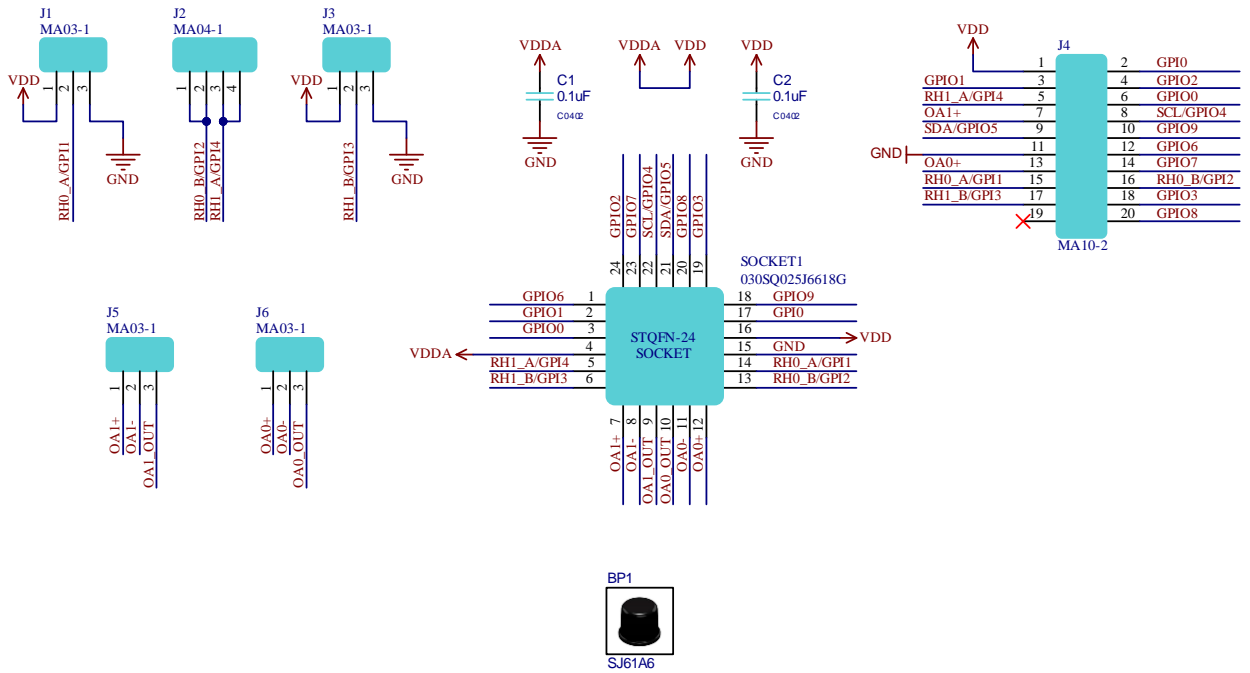 J1
MA03-1
VDD
1
2
3
RH0_A/GPI1
GND
J2
MA04-1
1
2
3
4
RH0_B/GPI2
RH1_A/GPI4
J3
MA03-1
VDD
1
2
3
RH1_B/GPI3
GND
VDDA
C1
0.1uF
C0402
GND
VDDA
VDD
VDD
C2
0.1uF
C0402
GND
J4
VDD
1
2
GPI0
GPIO1
3
4
GPIO2
RH1_A/GPI4
5
6
GPIO0
OA1+
7
8
SCL/GPIO4
SDA/GPIO5
9
10
GPIO9
GND
11
12
GPIO6
OA0+
13
14
GPIO7
RH0_A/GPI1
15
16
RH0_B/GPI2
RH1_B/GPI3
17
18
GPIO3
19
20
GPIO8
MA10-2
GPIO2
GPIO7
SCL/GPIO4
SDA/GPIO5
GPIO8
GPIO3
24
23
22
21
20
19
SOCKET1
030SQ025J6618G
GPIO6
1
18
GPIO9
GPIO1
2
17
GPI0
GPIO0
3
16
VDD
VDDA
4
15
GND
RH1_A/GPI4
5
14
RH0_A/GPI1
RH1_B/GPI3
6
13
RH0_B/GPI2
STQFN-24
SOCKET
7
8
9
10
11
12
OA1+
OA1-
OA1_OUT
OA0_OUT
OA0-
OA0+
J5
MA03-1
1
2
3
OA1+
OA1-
OA1_OUT
J6
MA03-1
1
2
3
OA0+
OA0-
OA0_OUT
BP1
SJ61A6